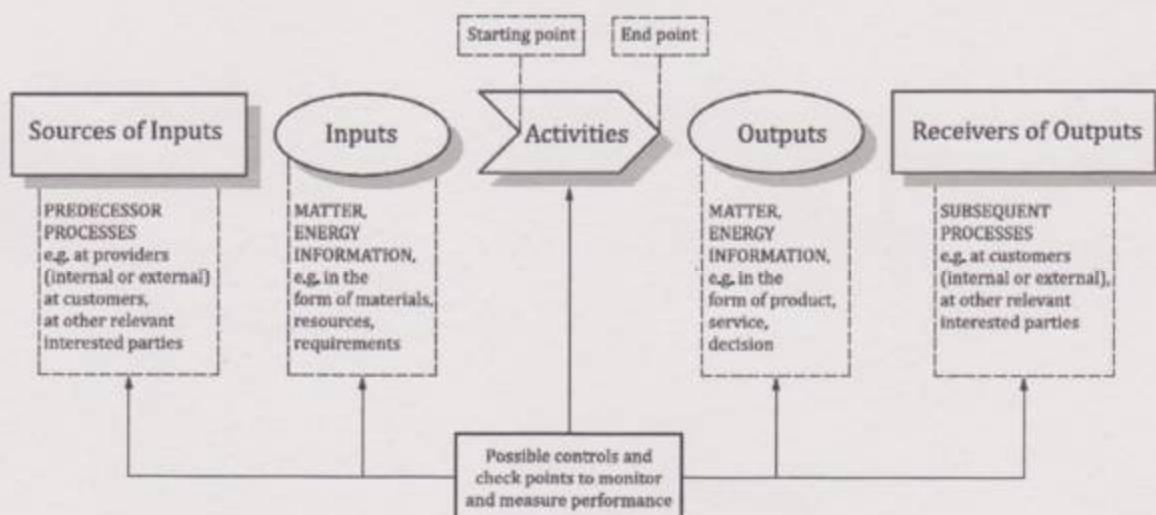 Starting point
End point
Sources of Inputs
Inputs
Activities
Outputs
Receivers of Outputs
PREDECESSOR
PROCESSES
e.g. at providers
(internal or external)
at customers,
at other relevant
interested parties
MATTER,
ENERGY
INFORMATION,
e.g. in the
form of materials,
resources,
requirements
MATTER,
ENERGY
INFORMATION,
e.g. in the
form of product,
service,
decision
SUBSEQUENT
PROCESSES
e.g. at customers
(internal or external),
at other relevant
interested parties
Possible controls and
check points to monitor
and measure performance